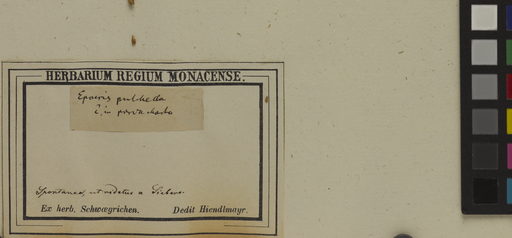 HERBARIUM REGIUM MONACENSE.
Epacris pulchella
Spontanea, ut videtur a Sieber.
Ex herb. Schwægrichen. Dedit Hiendlmayr.